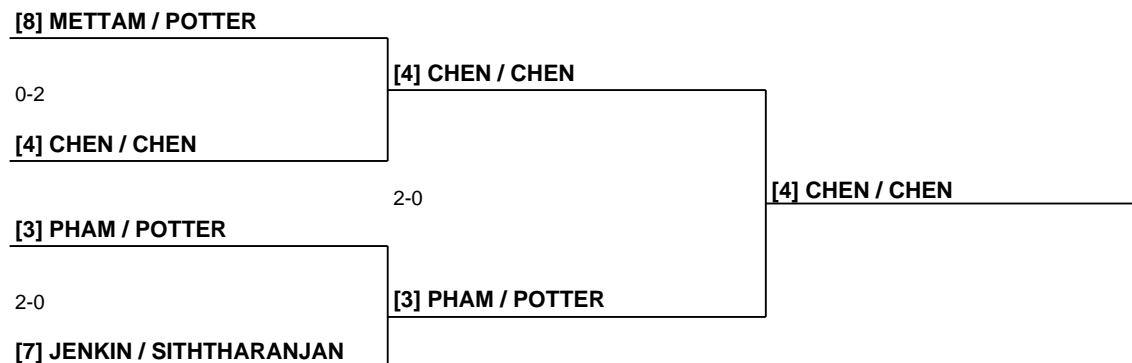 [8] METTAM / POTTER
[4] CHEN / CHEN
0-2
[4] CHEN / CHEN
[4] CHEN / CHEN
2-0
[3] PHAM / POTTER
[3] PHAM / POTTER
2-0
[7] JENKIN / SITHTHARANJAN